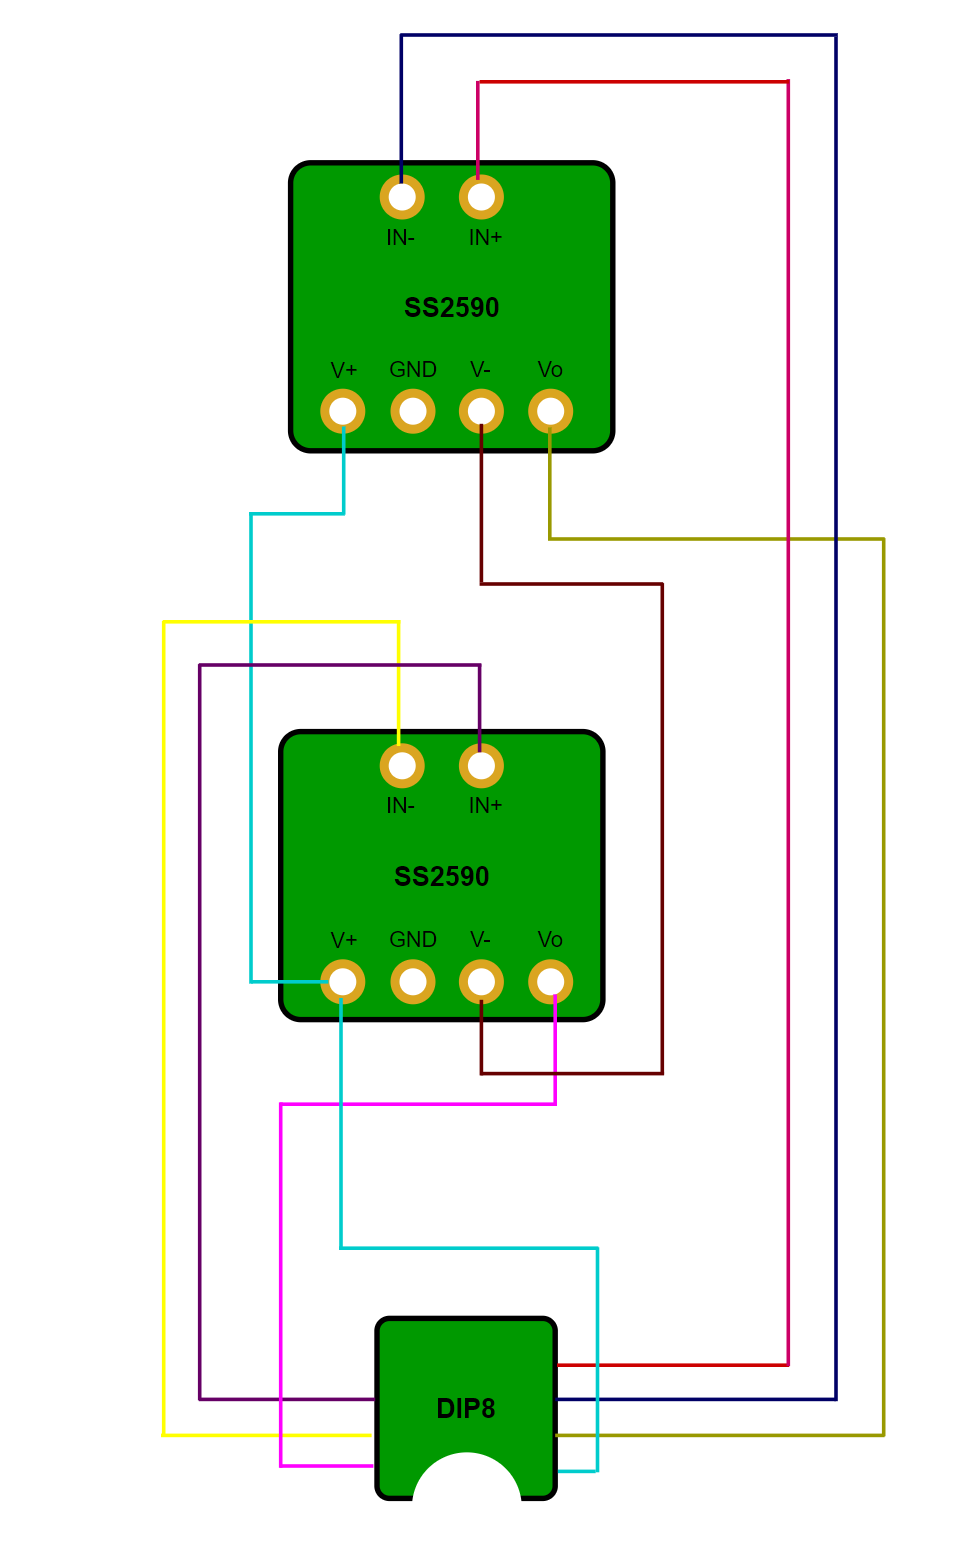 IN- IN+
SS2590
V+ GND V- Vo
IN- IN+
SS2590
V+ GND V- Vo
DIP8